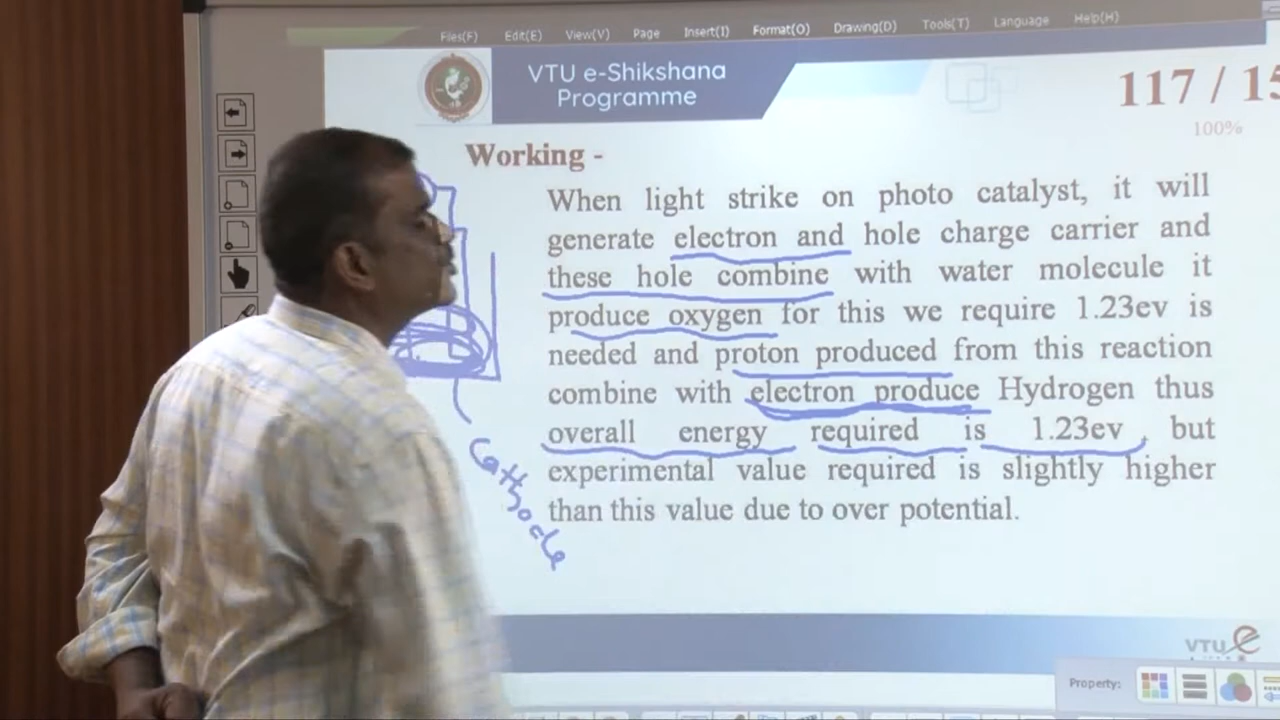 Files(F) Edit(E) View(V) Page Insert(I) Format(O) Drawing(D) Tools(T) Language Help(H)
VTU e-Shikshana
Programme
117 / 15
100%
Working -
When light strike on photo catalyst, it will
generate electron and hole charge carrier and
these hole combine with water molecule it
produce oxygen for this we require 1.23ev is
needed and proton produced from this reaction
combine with electron produce Hydrogen thus
overall energy required is 1.23ev but
experimental value required is slightly higher
than this value due to over potential.
Cathode
VTU e
Property: